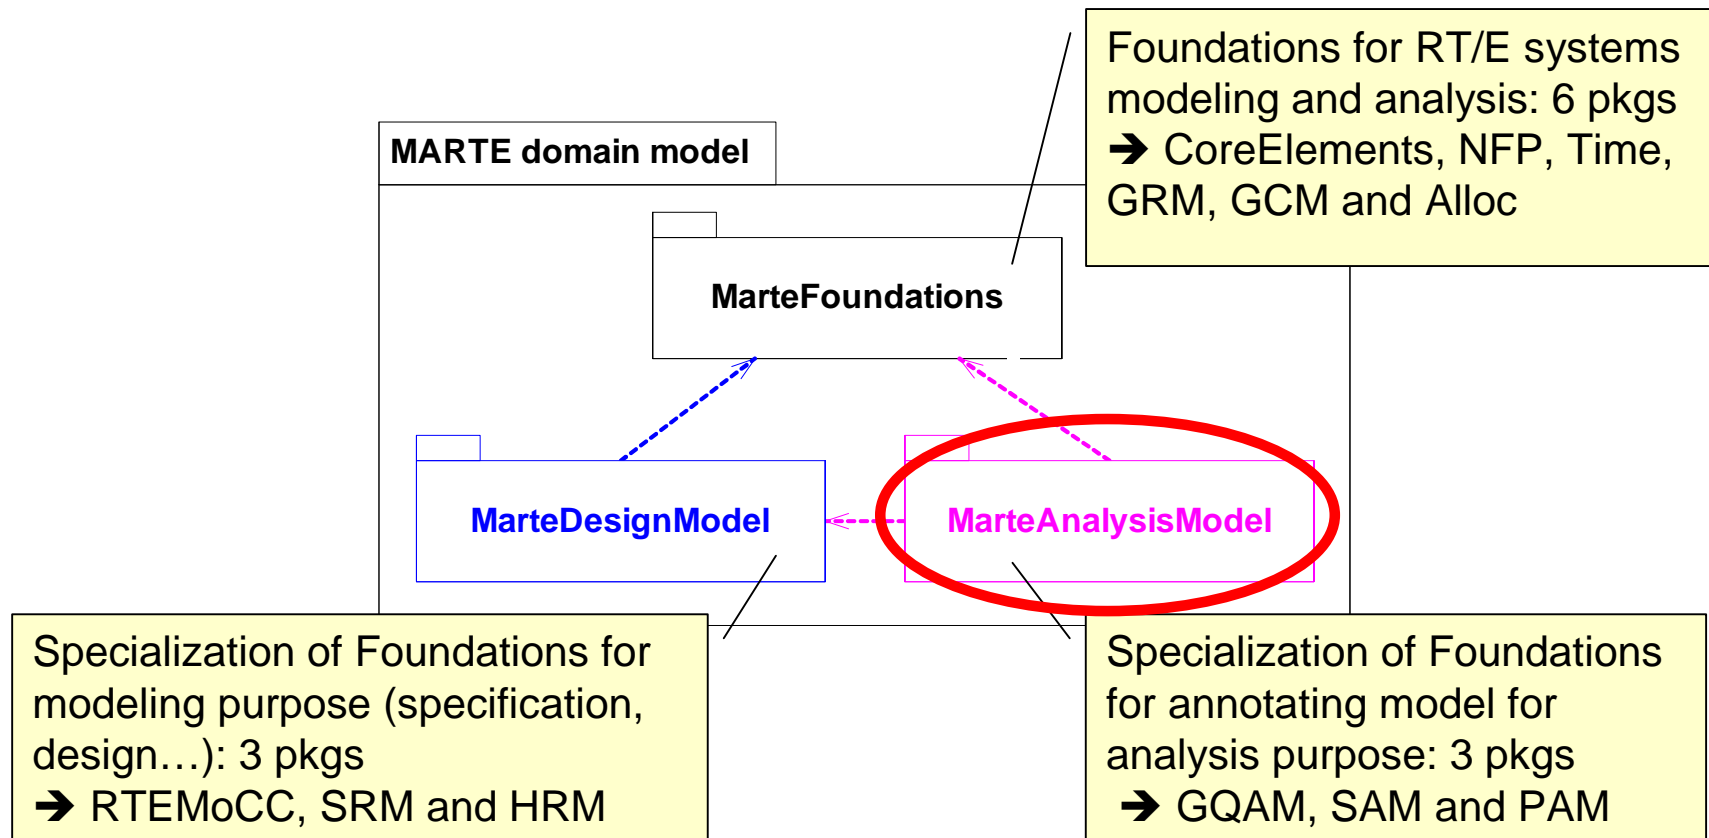 Foundations for RT/E systems
modeling and analysis: 6 pkgs
➔ CoreElements, NFP, Time,
GRM, GCM and Alloc
MARTE domain model
MarteFoundations
MarteDesignModel
MarteAnalysisModel
Specialization of Foundations for
modeling purpose (specification,
design…): 3 pkgs
➔ RTEMoCC, SRM and HRM
Specialization of Foundations
for annotating model for
analysis purpose: 3 pkgs
➔ GQAM, SAM and PAM